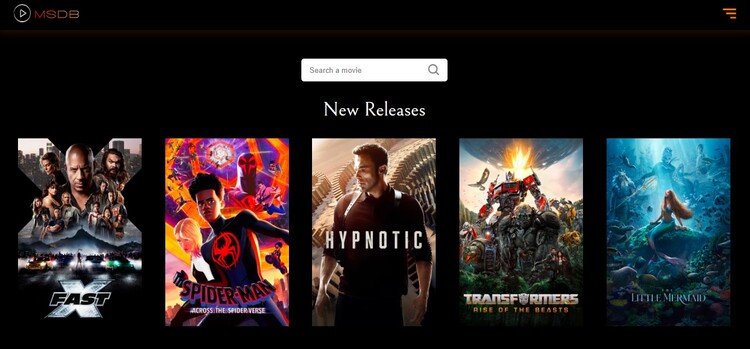 MSDB
Search a movie
New Releases
FAST
X
SPIDER-MAN
ACROSS THE SPIDER-VERSE
HYPNOTIC
TRANSFORMERS
RISE OF THE BEASTS
THE
LITTLE MERMAID